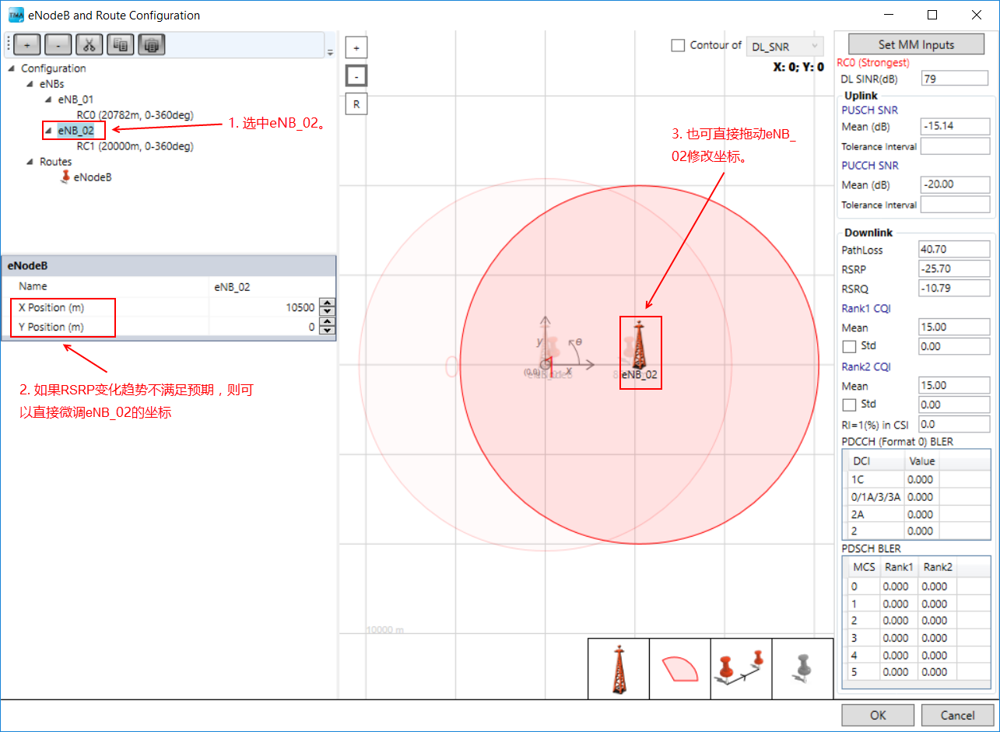 TMA eNodeB and Route Configuration
+ -
Configuration
eNBs
eNB_01
RC0 (20782m, 0-360deg)
eNB_02
RC1 (20000m, 0-360deg)
Routes
eNodeB
1. 选中eNB_02。
eNodeB
Name eNB_02
X Position (m) 10500
Y Position (m) 0
2. 如果RSRP变化趋势不满足预期，则可
以直接微调eNB_02的坐标
+
-
R
Contour of DL_SNR
X: 0; Y: 0
3. 也可直接拖动eNB_
02修改坐标。
y θ
(0,0) x
eNB_02
10000 m
Set MM Inputs
RC0 (Strongest)
DL SINR(dB) 79
Uplink
PUSCH SNR
Mean (dB) -15.14
Tolerance Interval
PUCCH SNR
Mean (dB) -20.00
Tolerance Interval
Downlink
PathLoss 40.70
RSRP -25.70
RSRQ -10.79
Rank1 CQI
Mean 15.00
Std 0.00
Rank2 CQI
Mean 15.00
Std 0.00
RI=1(%) in CSI 0.0
PDCCH (Format 0) BLER
DCI Value
1C 0.000
0/1A/3/3A 0.000
2A 0.000
2 0.000
PDSCH BLER
MCS Rank1 Rank2
0 0.000 0.000
1 0.000 0.000
2 0.000 0.000
3 0.000 0.000
4 0.000 0.000
5 0.000 0.000
OK Cancel